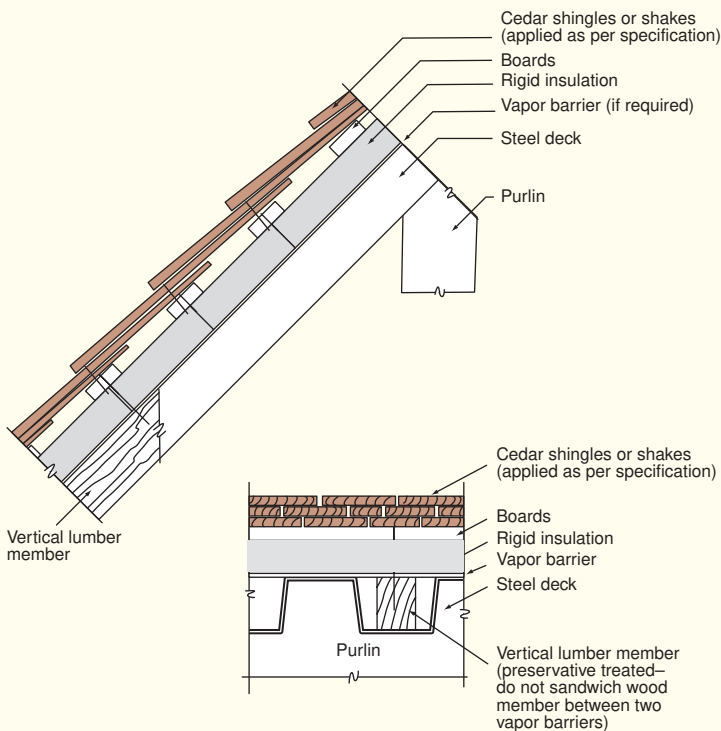 Cedar shingles or shakes
(applied as per specification)
Boards
Rigid insulation
Vapor barrier (if required)
Steel deck
Purlin
Vertical lumber
member
Cedar shingles or shakes
(applied as per specification)
Boards
Rigid insulation
Vapor barrier
Steel deck
Purlin
Vertical lumber member
(preservative treated–
do not sandwich wood
member between two
vapor barriers)